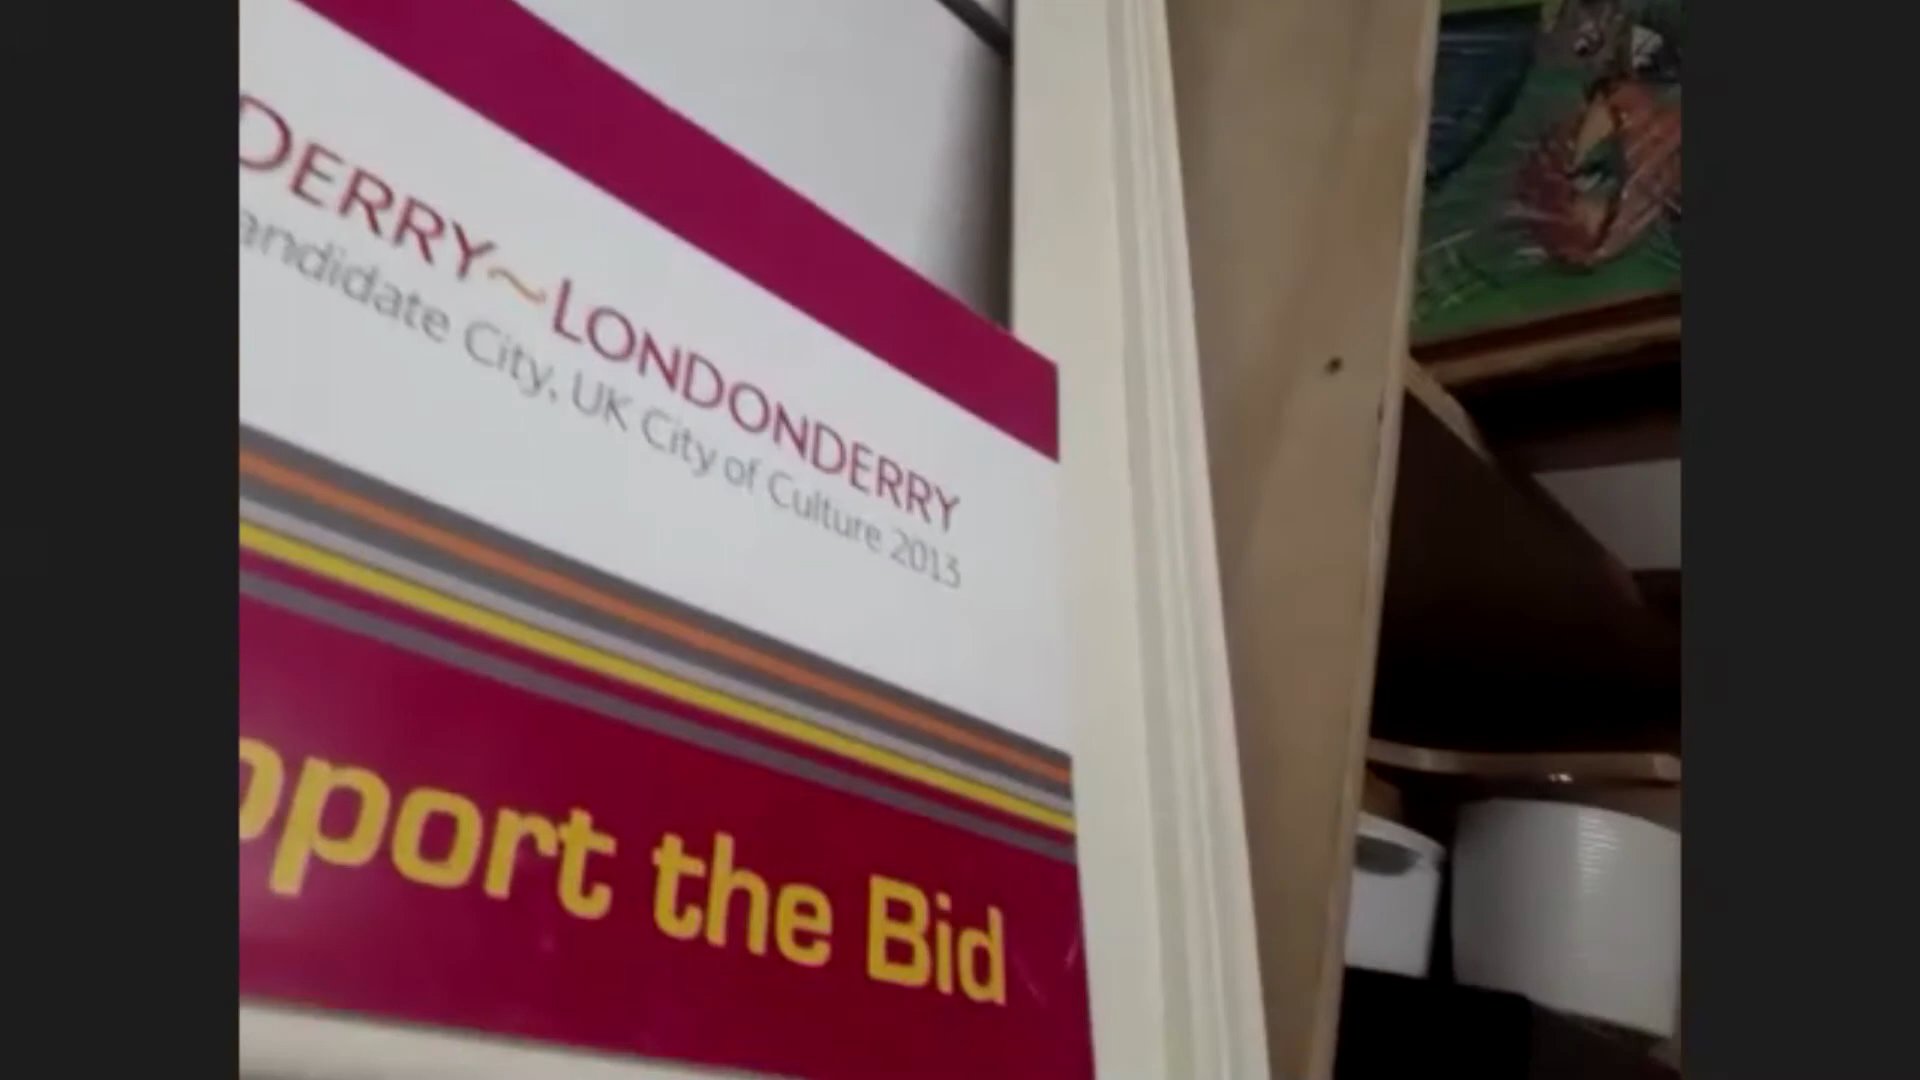 DERRY~LONDONDERRY
andidate City, UK City of Culture 2013
pport the Bid